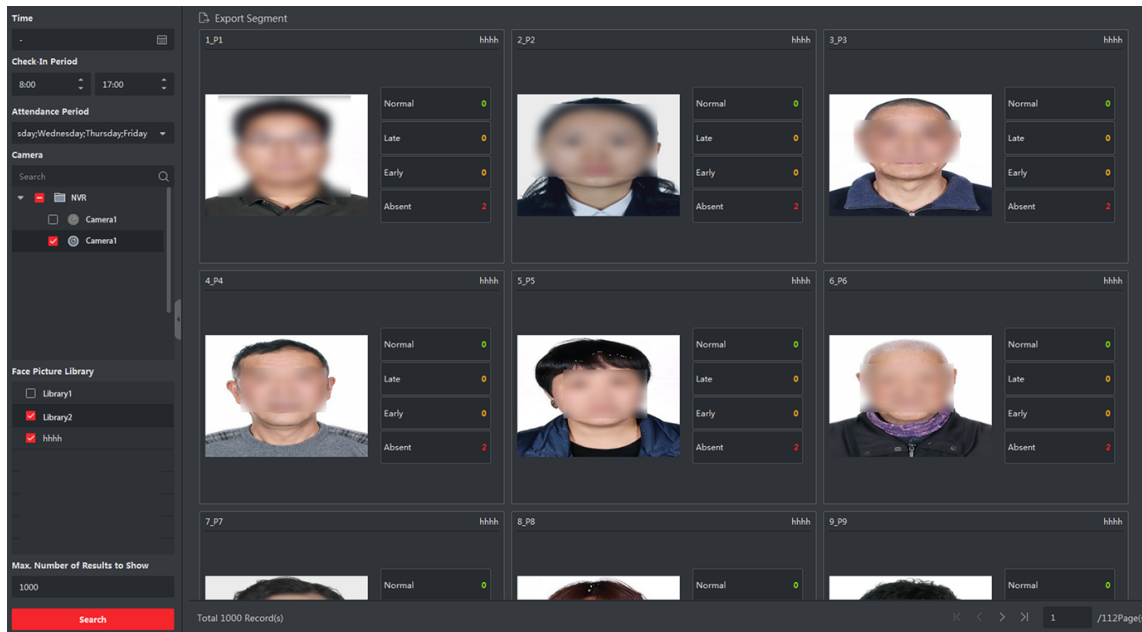 Time
-
Check-In Period
8:00 17:00
Attendance Period
sday;Wednesday;Thursday;Friday
Camera
Search
NVR
Camera1
Camera1
Face Picture Library
Library1
Library2
hhhh
Max. Number of Results to Show
1000
Search
Export Segment
1_P1 hhhh
Normal 0
Late 0
Early 0
Absent 2
2_P2 hhhh
Normal 0
Late 0
Early 0
Absent 2
3_P3 hhhh
Normal 0
Late 0
Early 0
Absent 2
4_P4 hhhh
Normal 0
Late 0
Early 0
Absent 2
5_P5 hhhh
Normal 0
Late 0
Early 0
Absent 2
6_P6 hhhh
Normal 0
Late 0
Early 0
Absent 2
7_P7 hhhh
Normal 0
8_P8 hhhh
Normal 0
9_P9 hhhh
Normal 0
Total 1000 Record(s)
1 /112Page(